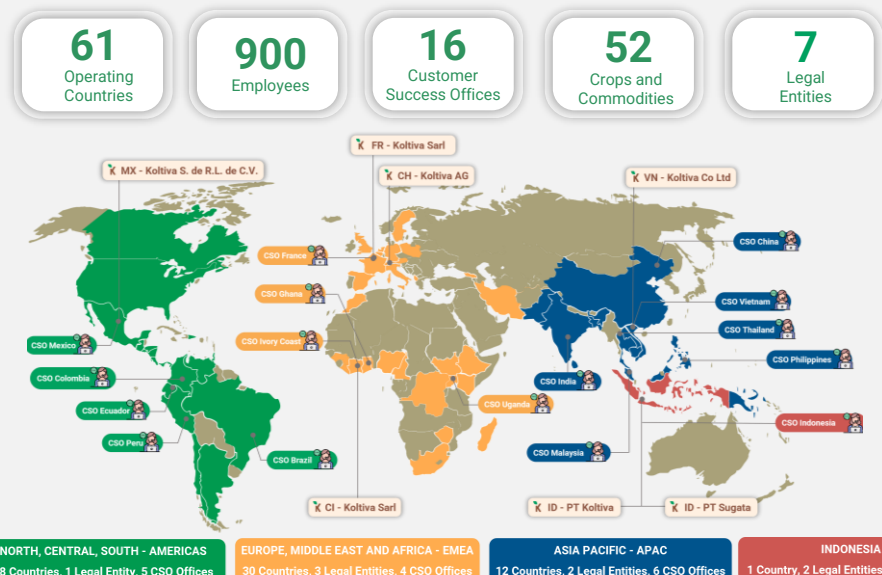 61
Operating
Countries
900
Employees
16
Customer
Success Offices
52
Crops and
Commodities
7
Legal
Entities
FR - Koltiva Sarl
MX - Koltiva S. de R.L. de C.V.
CH - Koltiva AG
VN - Koltiva Co Ltd
CSO China
CSO France
CSO Ghana
CSO Vietnam
CSO Thailand
CSO Ivory Coast
CSO Mexico
CSO Philippines
CSO Colombia
CSO India
CSO Ecuador
CSO Uganda
CSO Indonesia
CSO Peru
CSO Brazil
CSO Malaysia
CI - Koltiva Sarl
ID - PT Koltiva
ID - PT Sugata
NORTH, CENTRAL, SOUTH - AMERICAS
8 Countries, 1 Legal Entity, 5 CSO Offices
EUROPE, MIDDLE EAST AND AFRICA - EMEA
30 Countries, 3 Legal Entities, 4 CSO Offices
ASIA PACIFIC - APAC
12 Countries, 2 Legal Entities, 6 CSO Offices
INDONESIA
1 Country, 2 Legal Entities